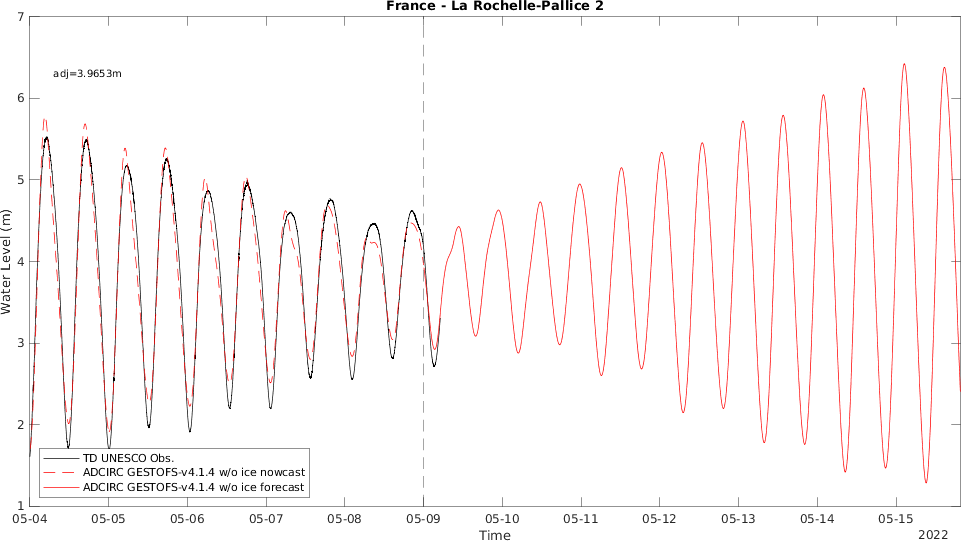 France - La Rochelle-Pallice 2
7
adj=3.9653m
6
5
Water Level (m)
4
3
2
TD UNESCO Obs.
ADCIRC GESTOFS-v4.1.4 w/o ice nowcast
ADCIRC GESTOFS-v4.1.4 w/o ice forecast
1
05-04 05-05 05-06 05-07 05-08 05-09 05-10 05-11 05-12 05-13 05-14 05-15
Time
2022